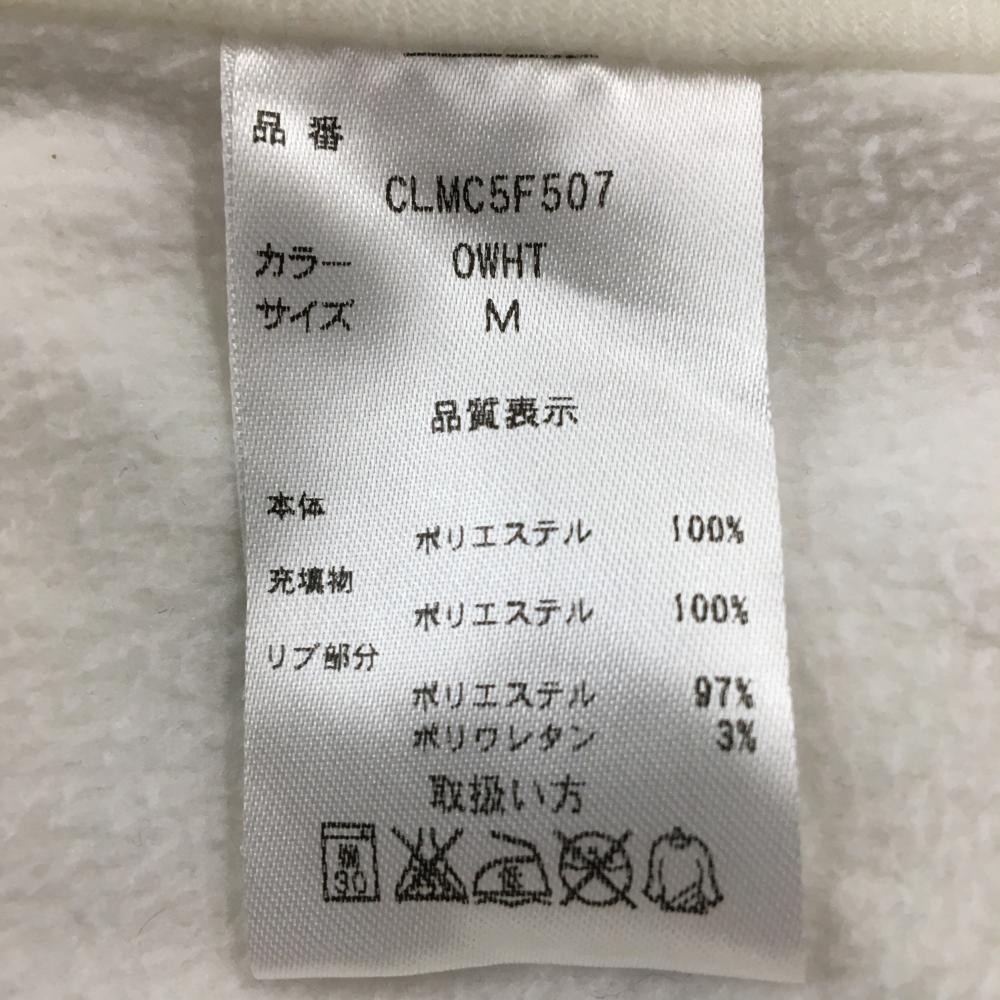 品番
CLMC5F507
カラー OWHT
サイズ M
品質表示
本体
ポリエステル 100%
充填物
ポリエステル 100%
リブ部分
ポリエステル 97%
ポリウレタン 3%
取扱い方
弱
30
低